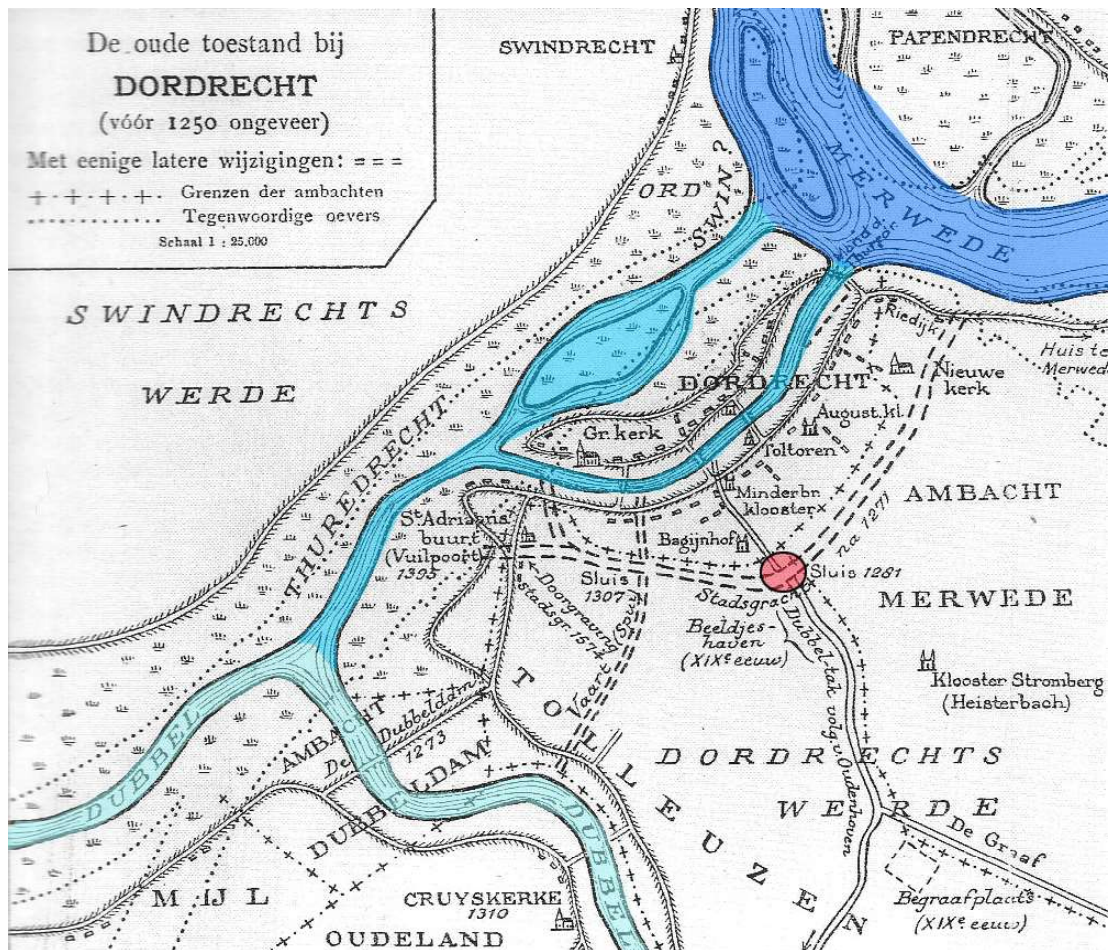 De oude toestand bij
DORDRECHT
(vóór 1250 ongeveer)
Met eenige latere wijzigingen: = = =
+·+·+·+· Grenzen der ambachten
............. Tegenwoordige oevers
Schaal 1 : 25.000
SWINDRECHT
PAPENDRECHT
MERWEDE
ORD
SWIN?
SWINDRECHTS
WERDE
Riedijk
Huis te
Merwede
Nieuwe
kerk
DORDRECHT
August. kl.
Gr. kerk
Toltoren
THUREDRECHT
Minderbr.
klooster
na 1271
AMBACHT
MERWEDE
St. Adriaans
buurt
(Vuilpoort)
1395
Bagijnhof
Sluis
1307
Sluis 1281
Stadsgracht
Doorgraving
stadsgr. 1671
Vaart (Spui)
Beeldjes-
haven
(XIXe eeuw)
Dubbel-tak volg. v. Oudenhoven
Klooster Stromberg
(Heisterbach)
TOLLEUZEN
DORDRECHTS
WERDE
DUBBEL
AMBACHT
De Dubbeldam
1273
DUBBELDAM
DUBBEL
De Graaf
Begraafplaats
(XIXe eeuw)
MIJL
CRUYSKERKE
1310
OUDELAND